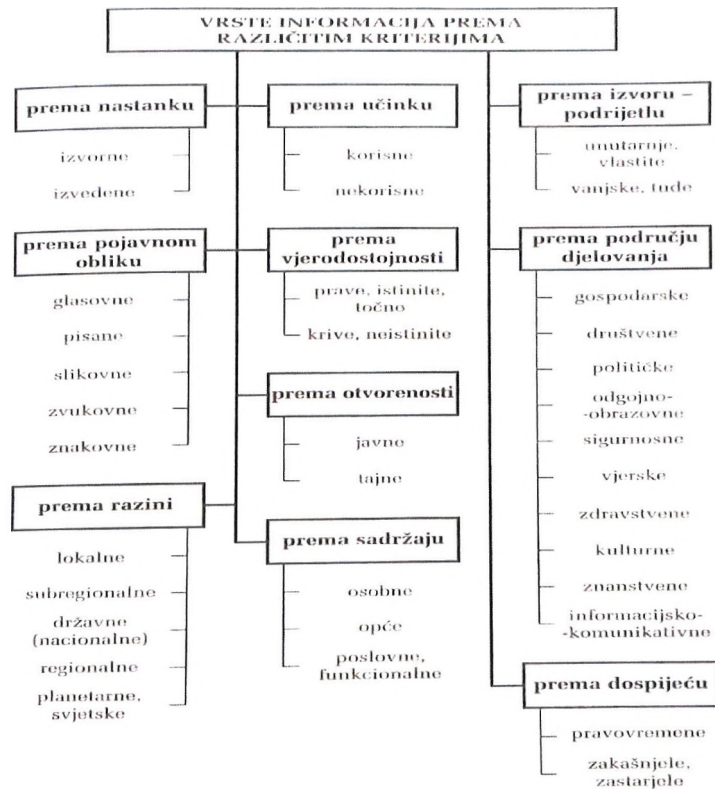 VRSTE INFORMACIJA PREMA
RAZLIČITIM KRITERIJIMA
prema nastanku
izvorne
izvedene
prema pojavnom
obliku
glasovne
pisane
slikovne
zvukovne
znakovne
prema razini
lokalne
subregionalne
državne
(nacionalne)
regionalne
planetarne,
svjetske
prema učinku
korisne
nekorisne
prema
vjerodostojnosti
prave, istinite,
točne
krive, neistinite
prema otvorenosti
javne
tajne
prema sadržaju
osobne
opće
poslovne,
funkcionalne
prema izvoru –
podrijetlu
unutarnje,
vlastite
vanjske, tuđe
prema području
djelovanja
gospodarske
društvene
političke
odgojno-
-obrazovne
sigurnosne
vjerske
zdravstvene
kulturne
znanstvene
informacijsko-
-komunikativne
prema dospijeću
pravovremene
zakašnjele,
zastarjele